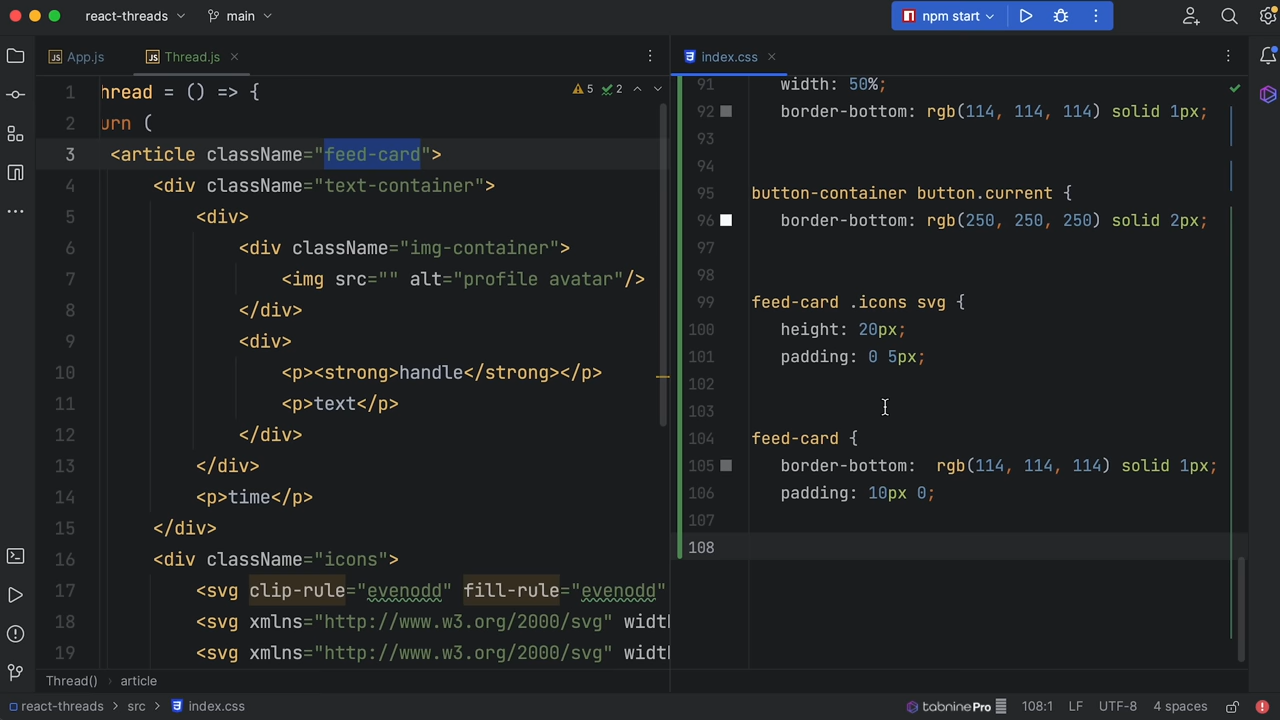 react-threads
main
npm start
App.js
Thread.js
index.css
1 hread = () => {
5 2
2 urn (
3 <article className="feed-card">
4 <div className="text-container">
5 <div>
6 <div className="img-container">
7 <img src="" alt="profile avatar"/>
8 </div>
9 <div>
10 <p><strong>handle</strong></p>
11 <p>text</p>
12 </div>
13 </div>
14 <p>time</p>
15 </div>
16 <div className="icons">
17 <svg clip-rule="evenodd" fill-rule="evenodd"
18 <svg xmlns="http://www.w3.org/2000/svg" widt
19 <svg xmlns="http://www.w3.org/2000/svg" widt
91 width: 50%;
92 border-bottom: rgb(114, 114, 114) solid 1px;
93
94
95 button-container button.current {
96 border-bottom: rgb(250, 250, 250) solid 2px;
97
98
99 feed-card .icons svg {
100 height: 20px;
101 padding: 0 5px;
102
103
104 feed-card {
105 border-bottom:  rgb(114, 114, 114) solid 1px;
106 padding: 10px 0;
107
108
Thread() > article
react-threads > src > index.css
tabnine Pro
108:1 LF UTF-8 4 spaces